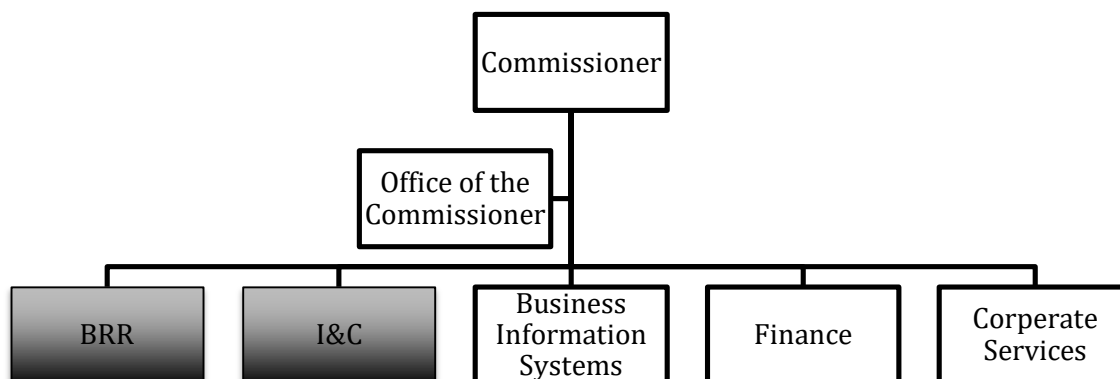 Commissioner
Office of the
Commissioner
BRR
I&C
Business
Information
Systems
Finance
Corperate
Services